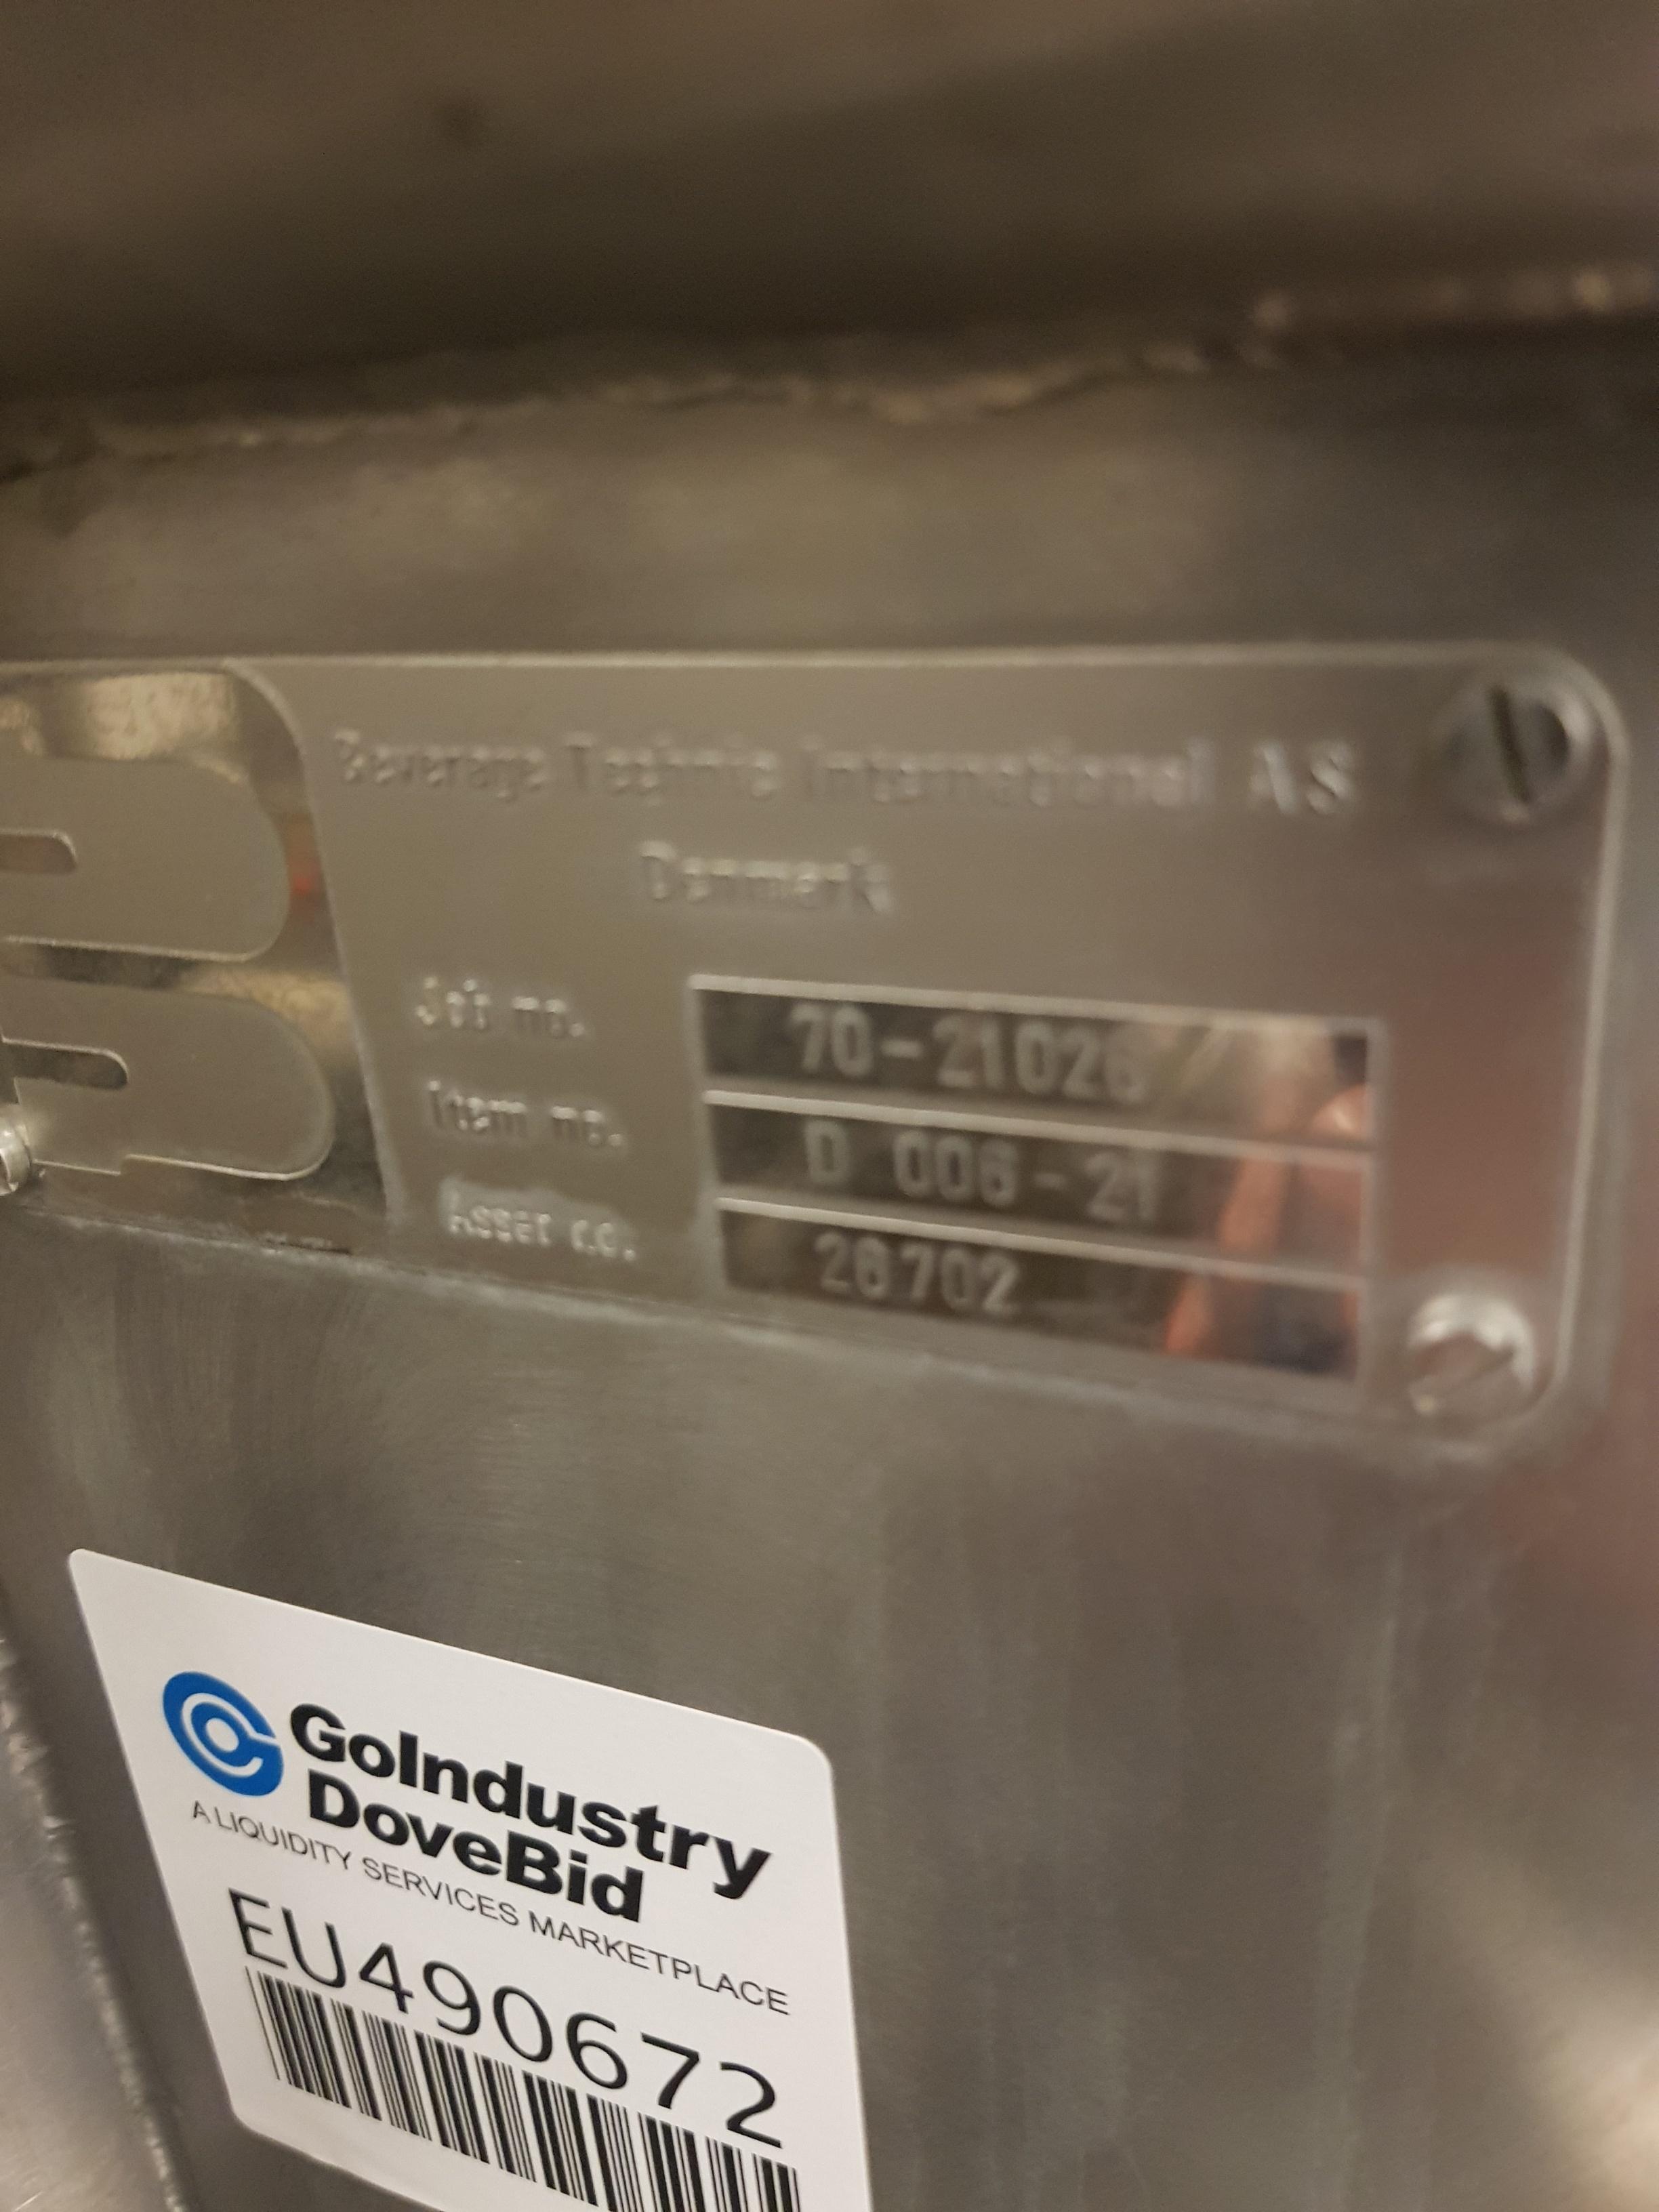 Beverage Technic International AS
Denmark
Job no. 70-21026
Item no. D 006-21
Asset no. 26702
GoIndustry
DoveBid
A LIQUIDITY SERVICES MARKETPLACE
EU490672